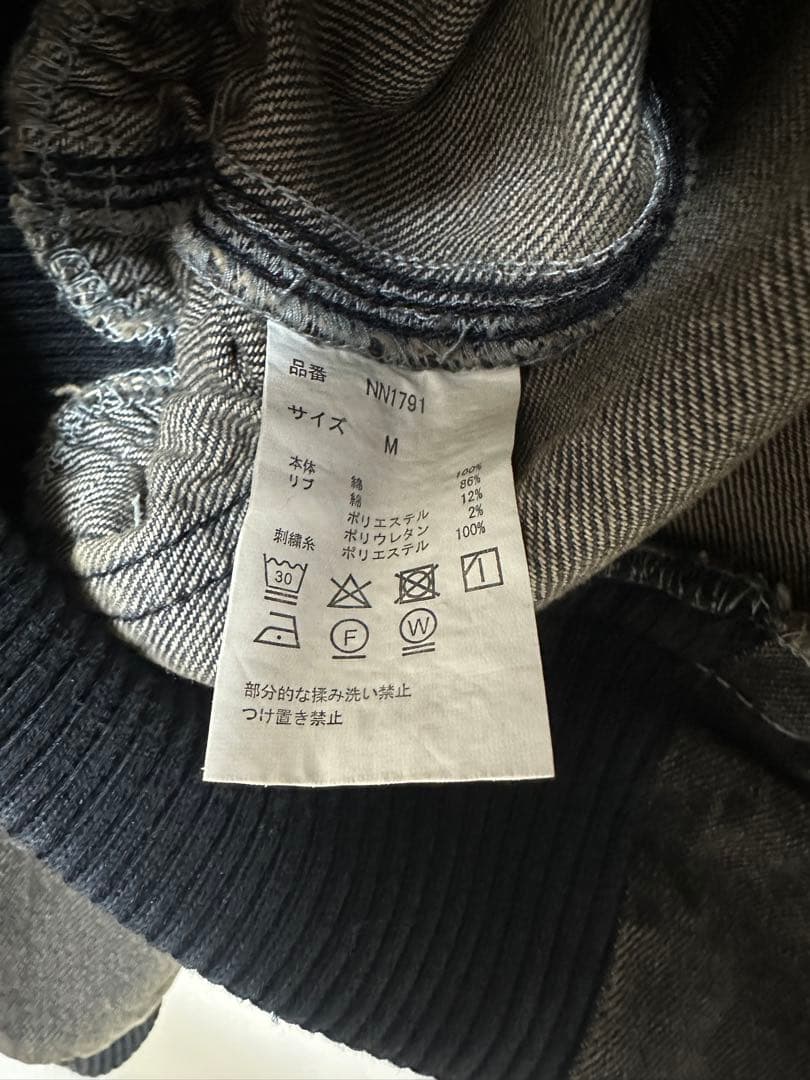 品番 NN1791
サイズ M
本体 綿 100%
リブ 綿 86%
ポリエステル 12%
ポリウレタン 2%
刺繍糸 ポリエステル 100%
30
F W
部分的な揉み洗い禁止
つけ置き禁止